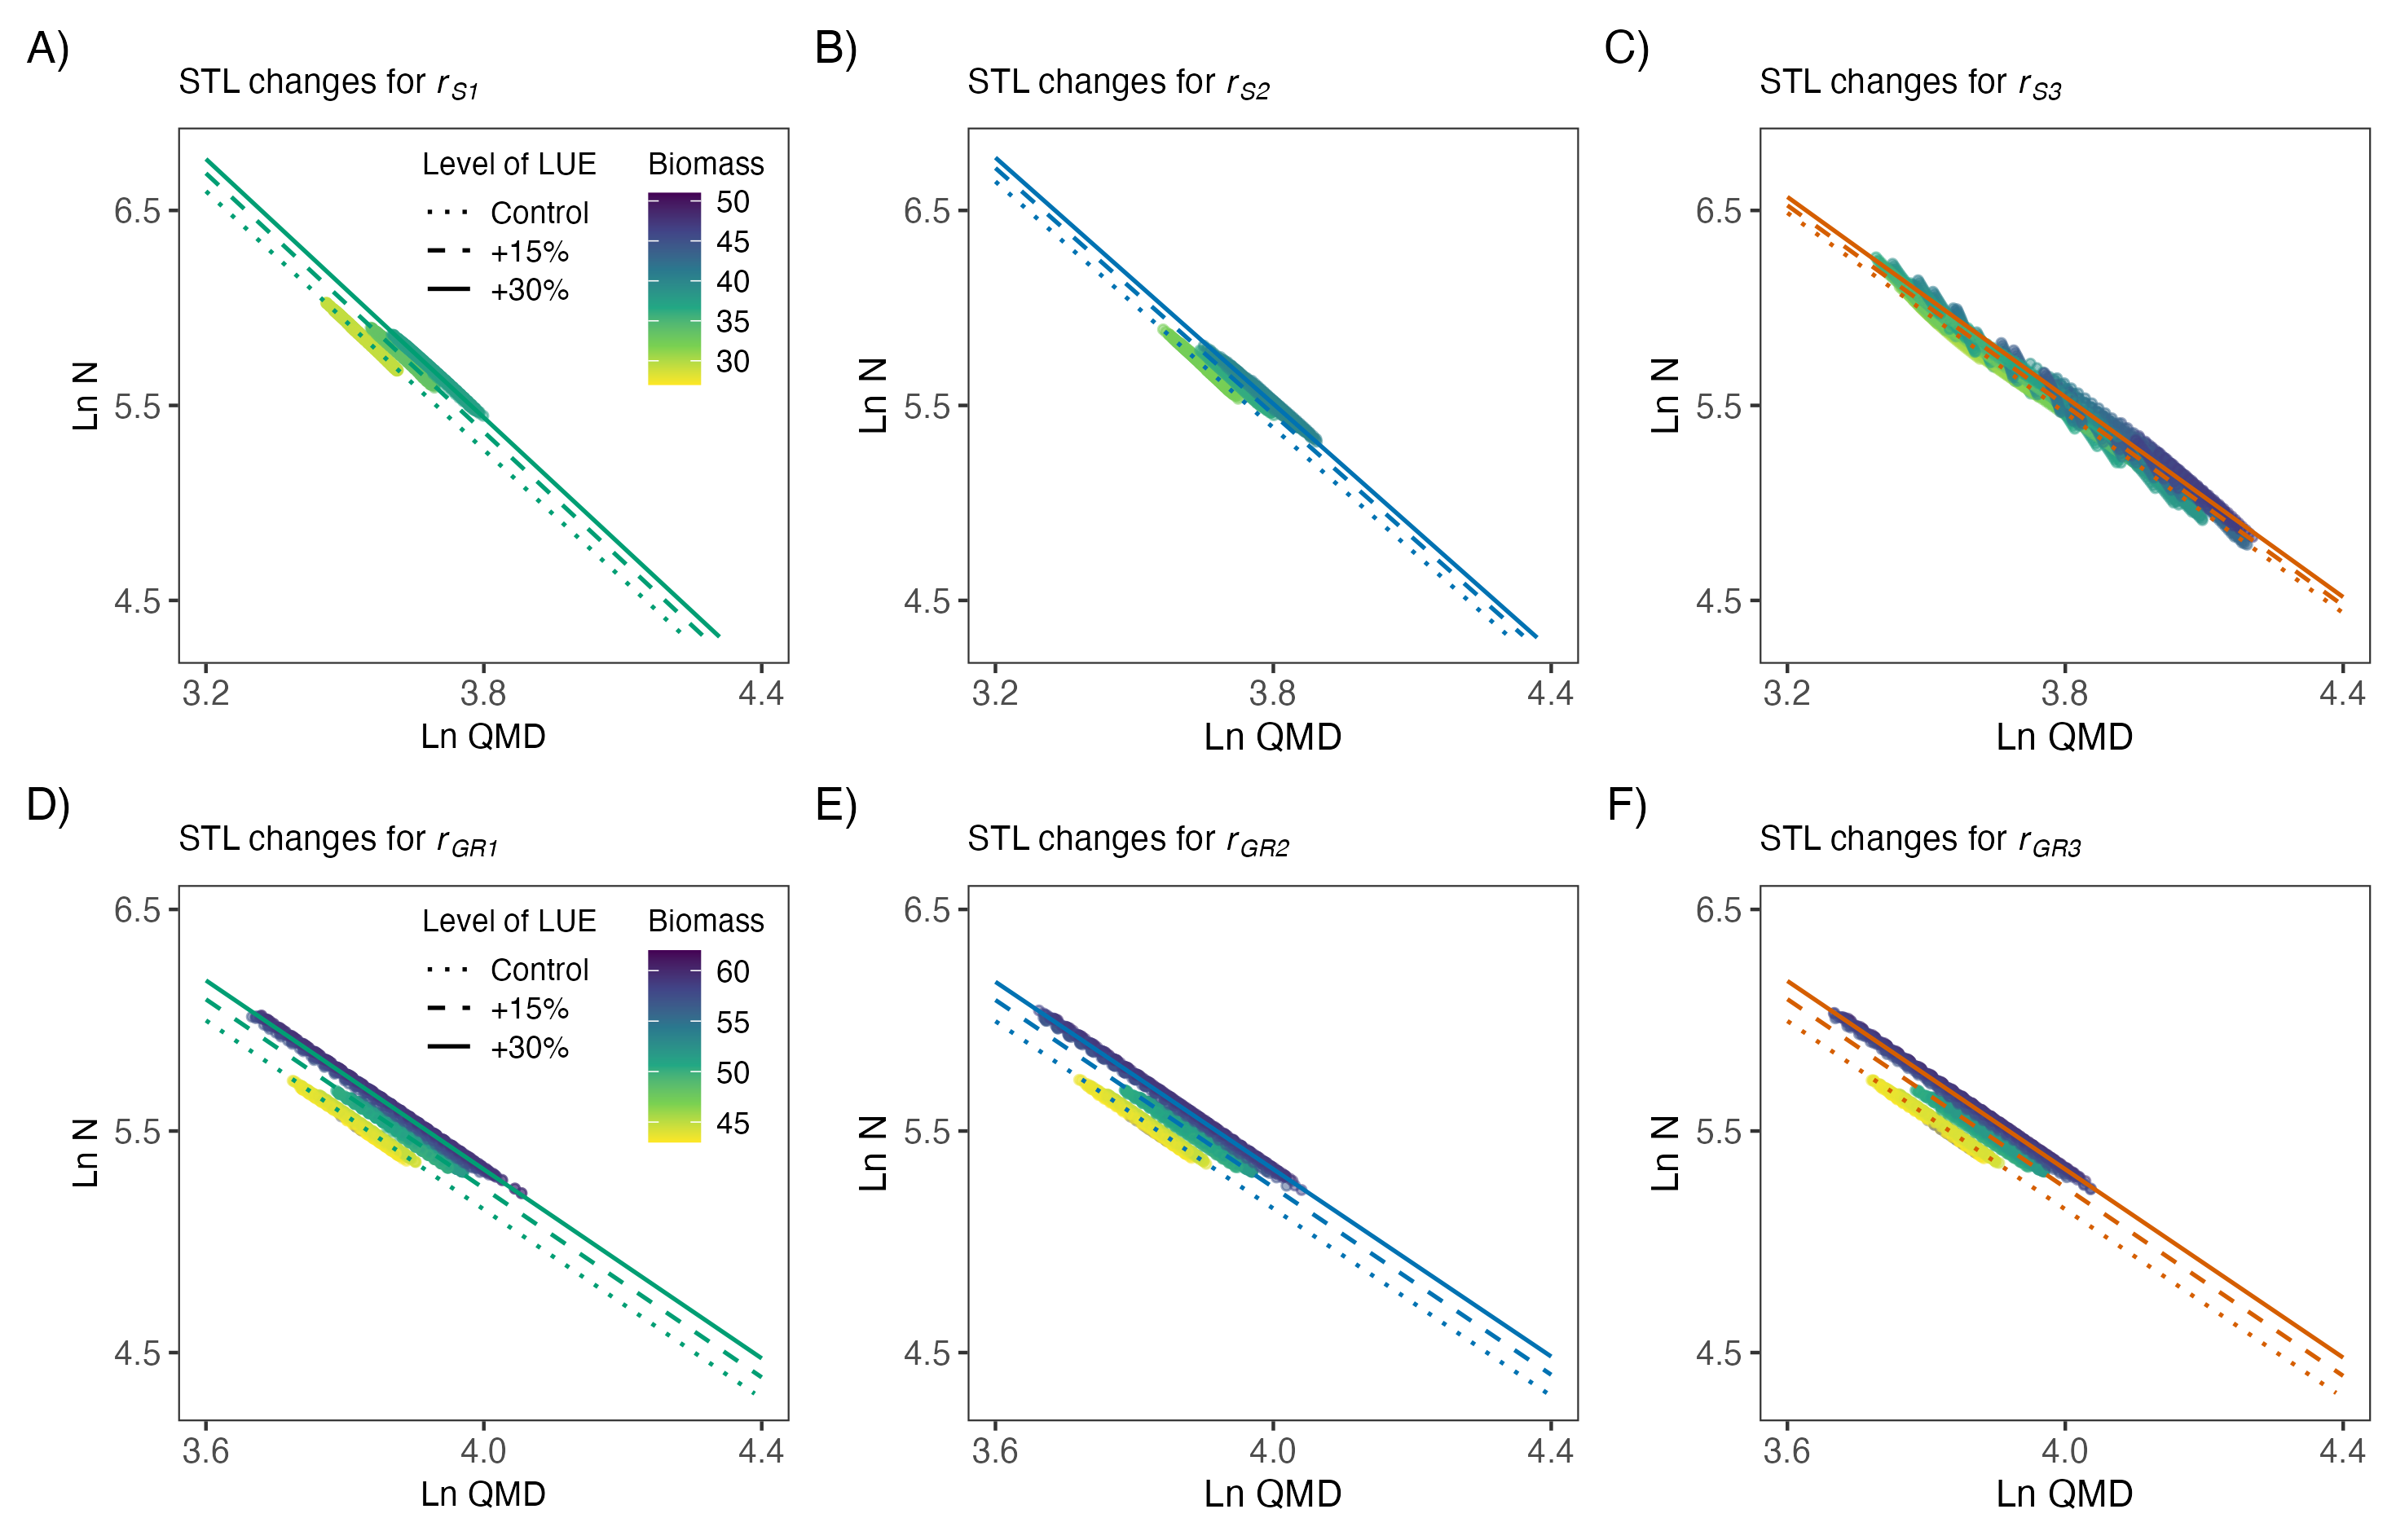 A)
STL changes for rS1
Level of LUE
Control
+15%
+30%
Biomass
50
45
40
35
30
6.5
5.5
4.5
Ln N
3.2 3.8 4.4
Ln QMD
B)
STL changes for rS2
6.5
5.5
4.5
Ln N
3.2 3.8 4.4
Ln QMD
C)
STL changes for rS3
6.5
5.5
4.5
Ln N
3.2 3.8 4.4
Ln QMD
D)
STL changes for rGR1
Level of LUE
Control
+15%
+30%
Biomass
60
55
50
45
6.5
5.5
4.5
Ln N
3.6 4.0 4.4
Ln QMD
E)
STL changes for rGR2
6.5
5.5
4.5
Ln N
3.6 4.0 4.4
Ln QMD
F)
STL changes for rGR3
6.5
5.5
4.5
Ln N
3.6 4.0 4.4
Ln QMD